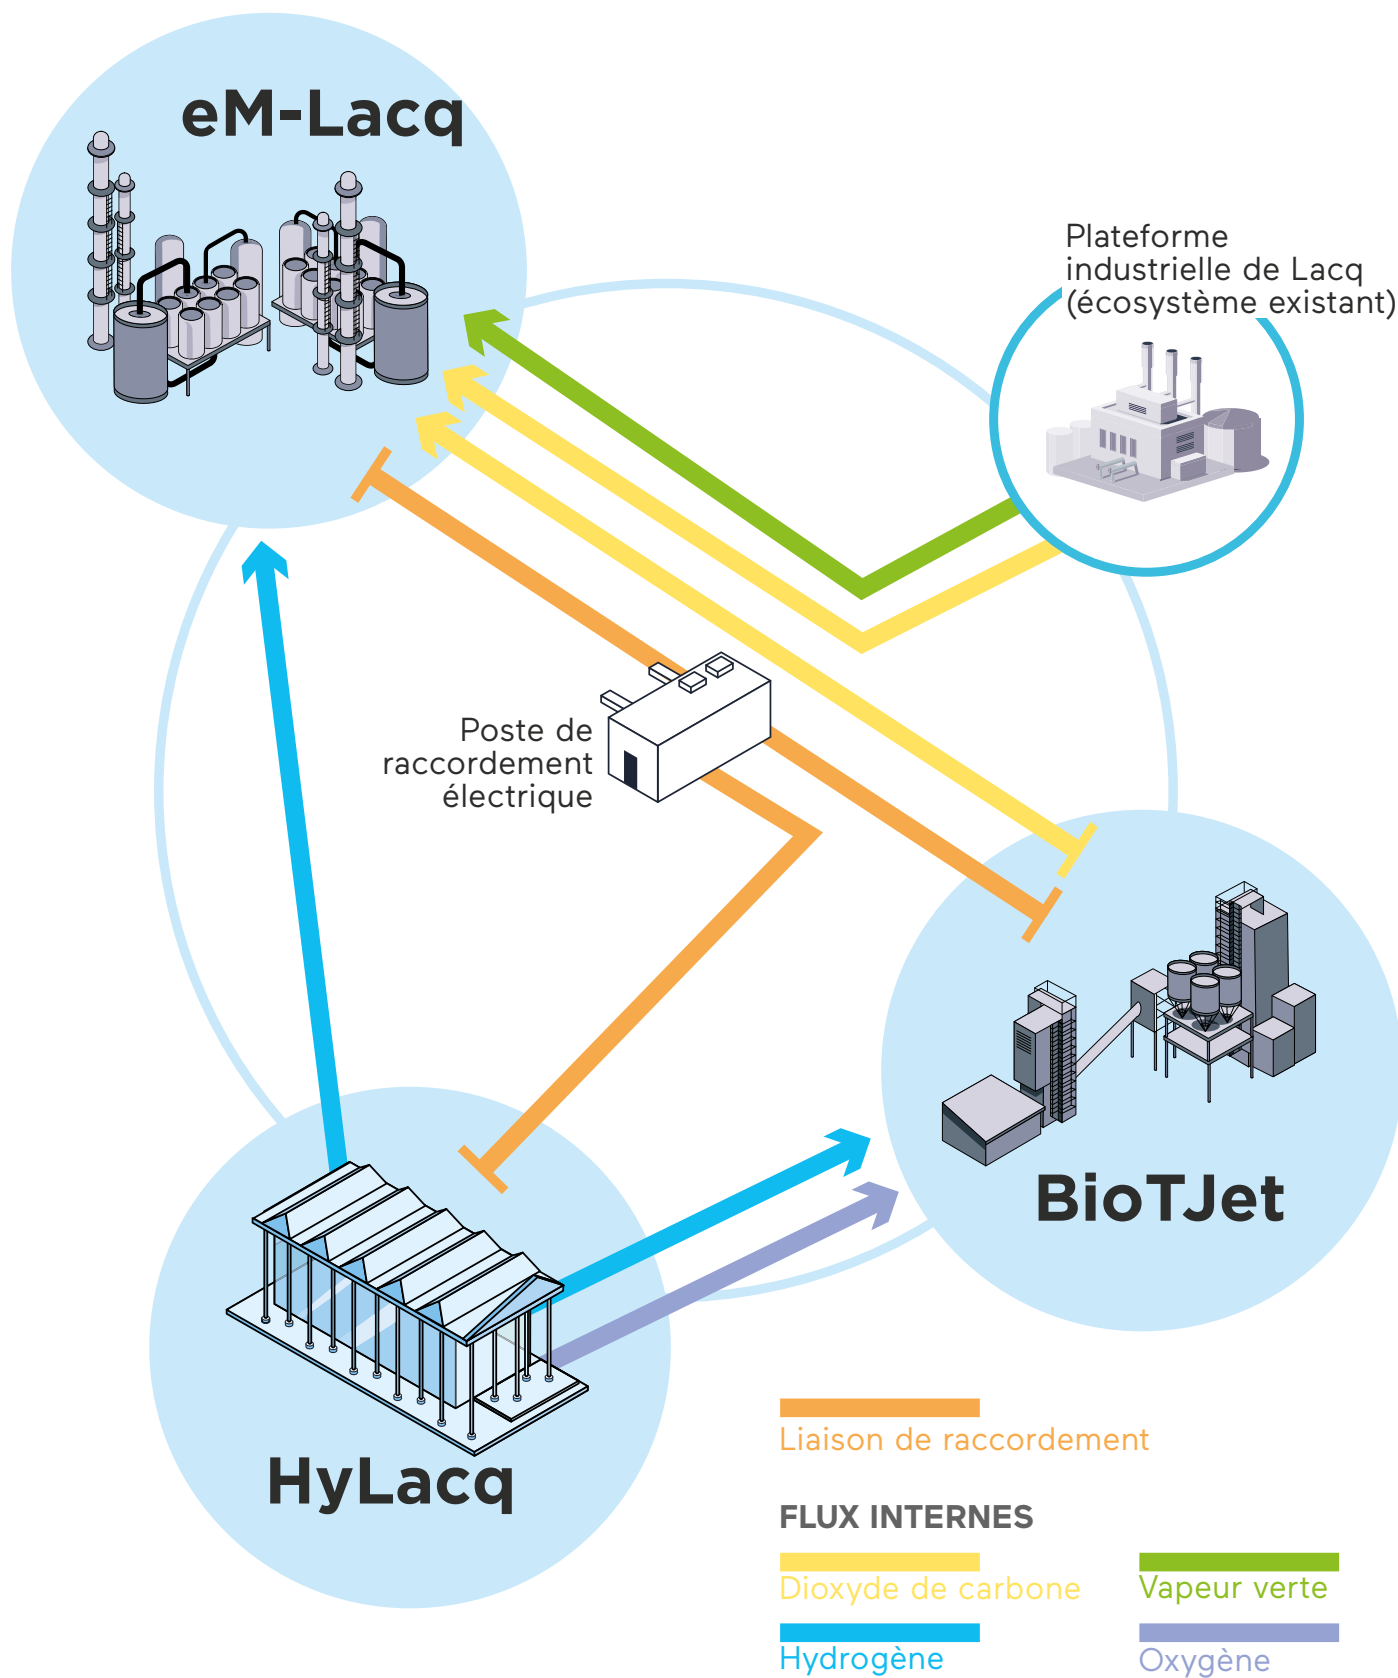 eM-Lacq
Plateforme
industrielle de Lacq
(écosystème existant)
Poste de
raccordement
électrique
BioTJet
HyLacq
Liaison de raccordement
FLUX INTERNES
Dioxyde de carbone
Vapeur verte
Hydrogène
Oxygène